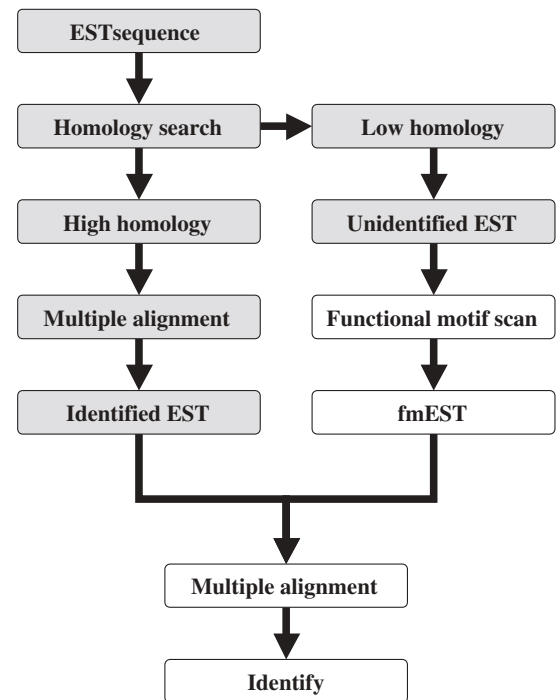 ESTsequence
Homology search
Low homology
High homology
Unidentified EST
Multiple alignment
Functional motif scan
Identified EST
fmEST
Multiple alignment
Identify